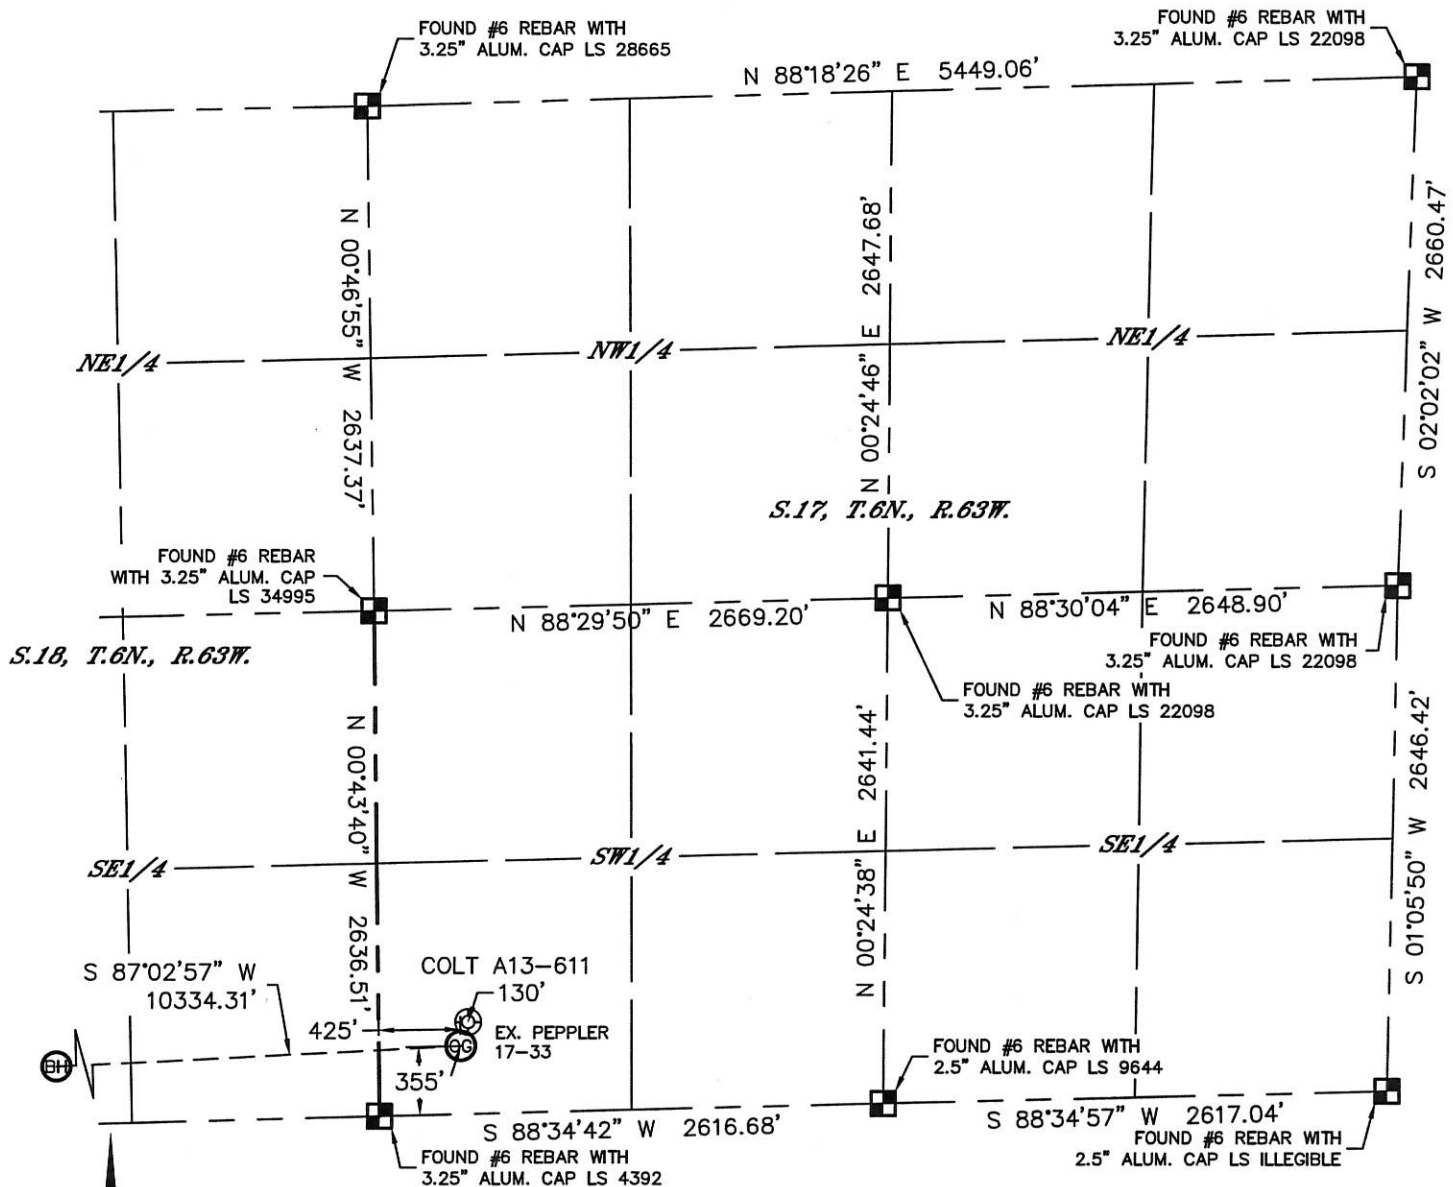 FOUND #6 REBAR WITH
3.25" ALUM. CAP LS 28665
FOUND #6 REBAR WITH
3.25" ALUM. CAP LS 22098
N 88°18'26" E 5449.06'
N 00°46'55" W 2637.37'
N 00°24'46" E 2647.68'
S 02°02'02" W 2660.47'
NE1/4
NW1/4
NE1/4
S.17, T.6N., R.63W.
FOUND #6 REBAR
WITH 3.25" ALUM. CAP
LS 34995
N 88°29'50" E 2669.20'
N 88°30'04" E 2648.90'
S.18, T.6N., R.63W.
FOUND #6 REBAR WITH
3.25" ALUM. CAP LS 22098
FOUND #6 REBAR WITH
3.25" ALUM. CAP LS 22098
N 00°43'40" W 2636.51'
N 00°24'38" E 2641.44'
S 01°05'50" W 2646.42'
SE1/4
SW1/4
SE1/4
S 87°02'57" W
10334.31'
COLT A13-611
130'
425'
EX. PEPPLER
17-33
OG
BH
355'
FOUND #6 REBAR WITH
2.5" ALUM. CAP LS 9644
S 88°34'42" W 2616.68'
S 88°34'57" W 2617.04'
FOUND #6 REBAR WITH
3.25" ALUM. CAP LS 4392
FOUND #6 REBAR WITH
2.5" ALUM. CAP LS ILLEGIBLE